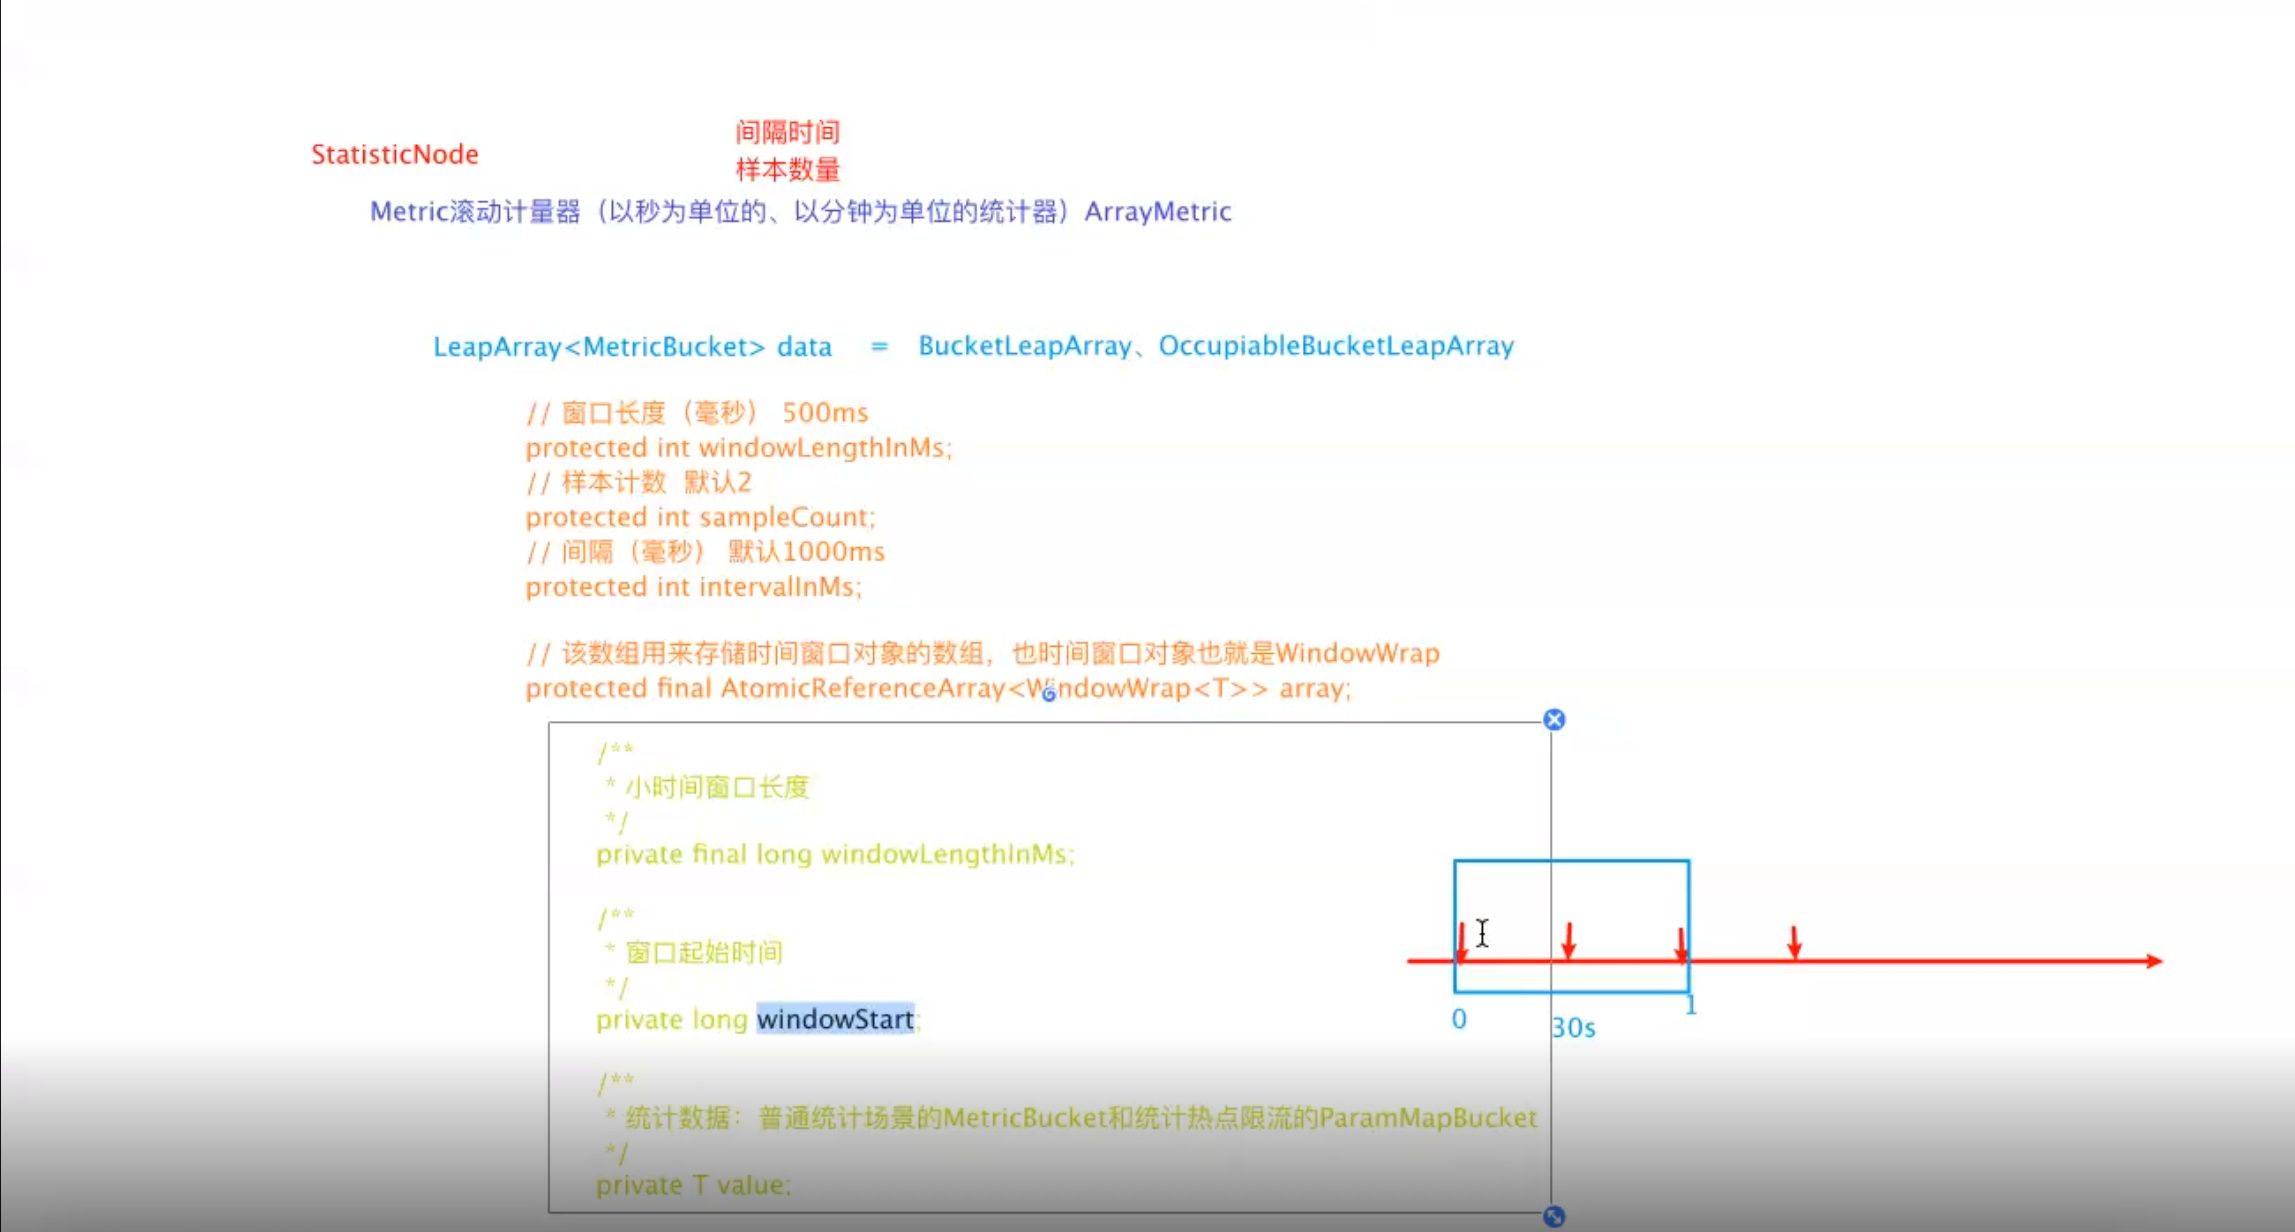 间隔时间
StatisticNode
样本数量
Metric滚动计量器（以秒为单位的、以分钟为单位的统计器）ArrayMetric
LeapArray<MetricBucket> data = BucketLeapArray、OccupiableBucketLeapArray
// 窗口长度（毫秒） 500ms
protected int windowLengthInMs;
// 样本计数 默认2
protected int sampleCount;
// 间隔（毫秒） 默认1000ms
protected int intervalInMs;
// 该数组用来存储时间窗口对象的数组，也时间窗口对象也就是WindowWrap
protected final AtomicReferenceArray<WindowWrap<T>> array;
/**
* 小时间窗口长度
*/
private final long windowLengthInMs;
/**
* 窗口起始时间
*/
private long windowStart;
/**
* 统计数据：普通统计场景的MetricBucket和统计热点限流的ParamMapBucket
*/
private T value;
0
30s
1